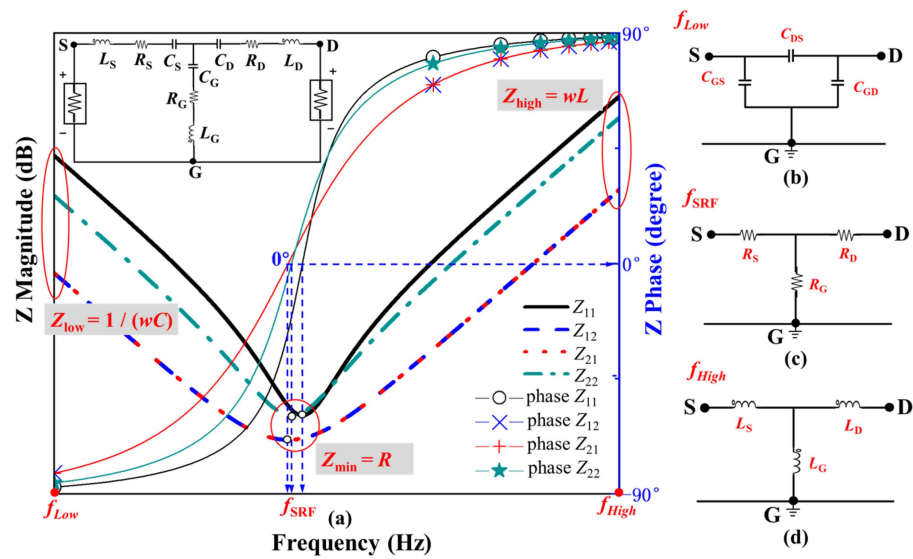 S
L_S
R_S
C_S
C_D
R_D
L_D
D
C_G
R_G
L_G
G
+
−
+
−
Z_high = wL
Z_low = 1 / (wC)
Z_min = R
0°
Z Magnitude (dB)
90°
0°
−90°
Z Phase (degree)
Z_11
Z_12
Z_21
Z_22
phase Z_11
phase Z_12
phase Z_21
phase Z_22
f_Low
f_SRF
(a)
f_High
Frequency (Hz)
f_Low
C_DS
S
D
C_GS
C_GD
G
(b)
f_SRF
S
D
R_S
R_D
R_G
G
(c)
f_High
S
D
L_S
L_D
L_G
G
(d)